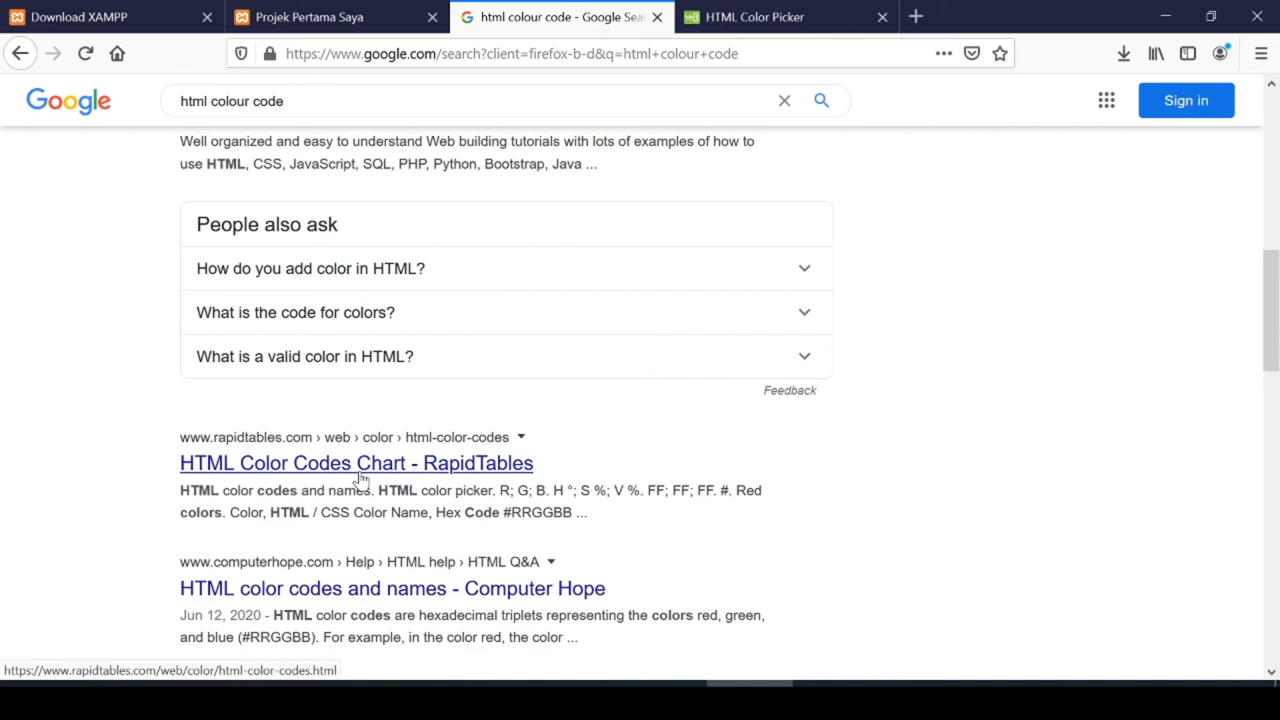 Download XAMPP
Projek Pertama Saya
html colour code - Google Sear
HTML Color Picker
https://www.google.com/search?client=firefox-b-d&q=html+colour+code
Google
html colour code
Sign in
Well organized and easy to understand Web building tutorials with lots of examples of how to
use HTML, CSS, JavaScript, SQL, PHP, Python, Bootstrap, Java ...
People also ask
How do you add color in HTML?
What is the code for colors?
What is a valid color in HTML?
Feedback
www.rapidtables.com › web › color › html-color-codes
HTML Color Codes Chart - RapidTables
HTML color codes and names. HTML color picker. R; G; B. H °; S %; V %. FF; FF; FF. #. Red
colors. Color, HTML / CSS Color Name, Hex Code #RRGGBB ...
www.computerhope.com › Help › HTML help › HTML Q&A
HTML color codes and names - Computer Hope
Jun 12, 2020 - HTML color codes are hexadecimal triplets representing the colors red, green,
and blue (#RRGGBB). For example, in the color red, the color ...
https://www.rapidtables.com/web/color/html-color-codes.html